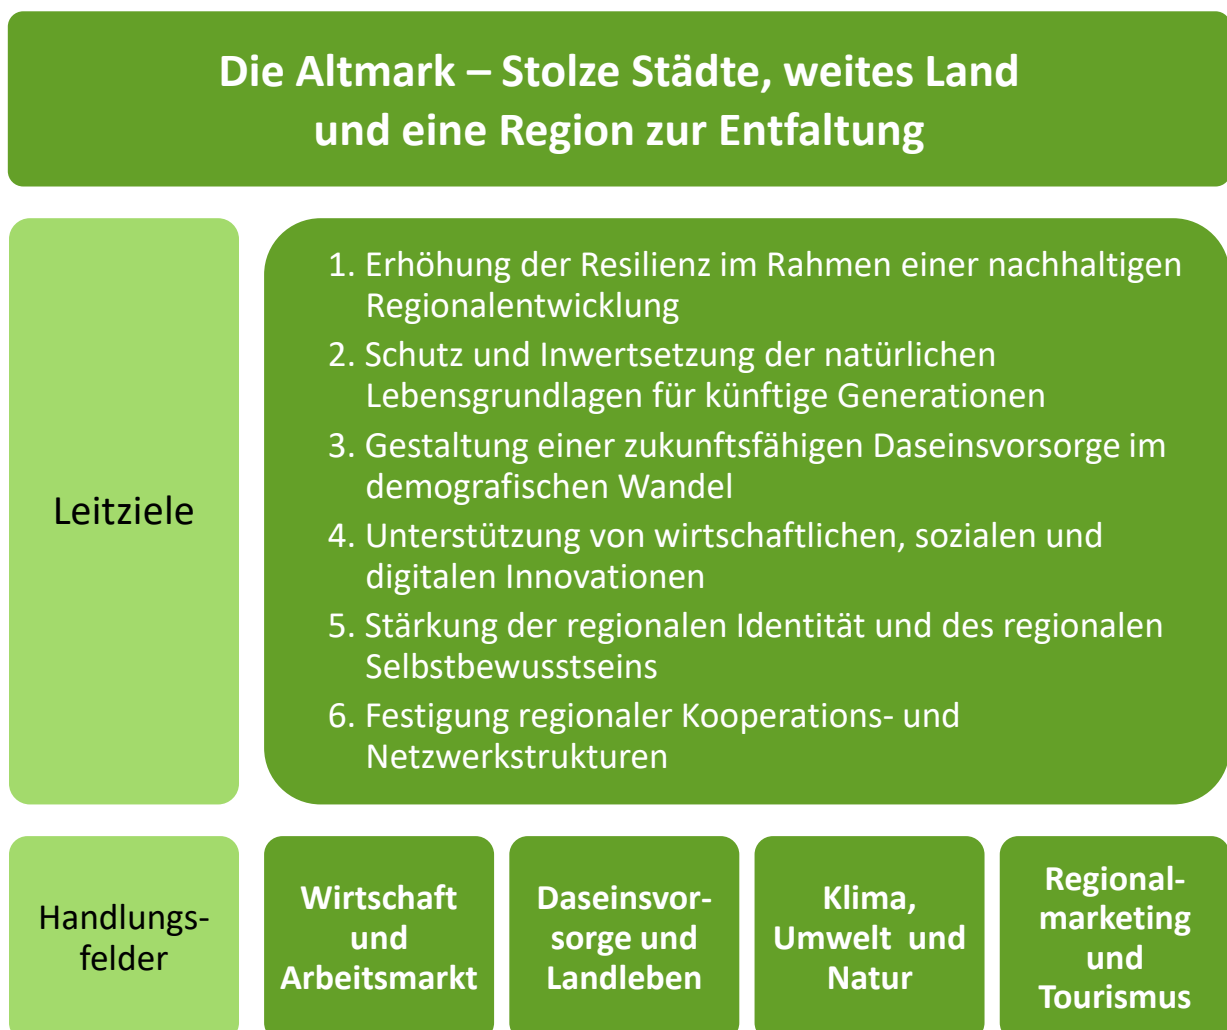 Die Altmark – Stolze Städte, weites Land
und eine Region zur Entfaltung
Leitziele
1. Erhöhung der Resilienz im Rahmen einer nachhaltigen
Regionalentwicklung
2. Schutz und Inwertsetzung der natürlichen
Lebensgrundlagen für künftige Generationen
3. Gestaltung einer zukunftsfähigen Daseinsvorsorge im
demografischen Wandel
4. Unterstützung von wirtschaftlichen, sozialen und
digitalen Innovationen
5. Stärkung der regionalen Identität und des regionalen
Selbstbewusstseins
6. Festigung regionaler Kooperations- und
Netzwerkstrukturen
Handlungs-
felder
Wirtschaft
und
Arbeitsmarkt
Daseinsvor-
sorge und
Landleben
Klima,
Umwelt und
Natur
Regional-
marketing
und
Tourismus